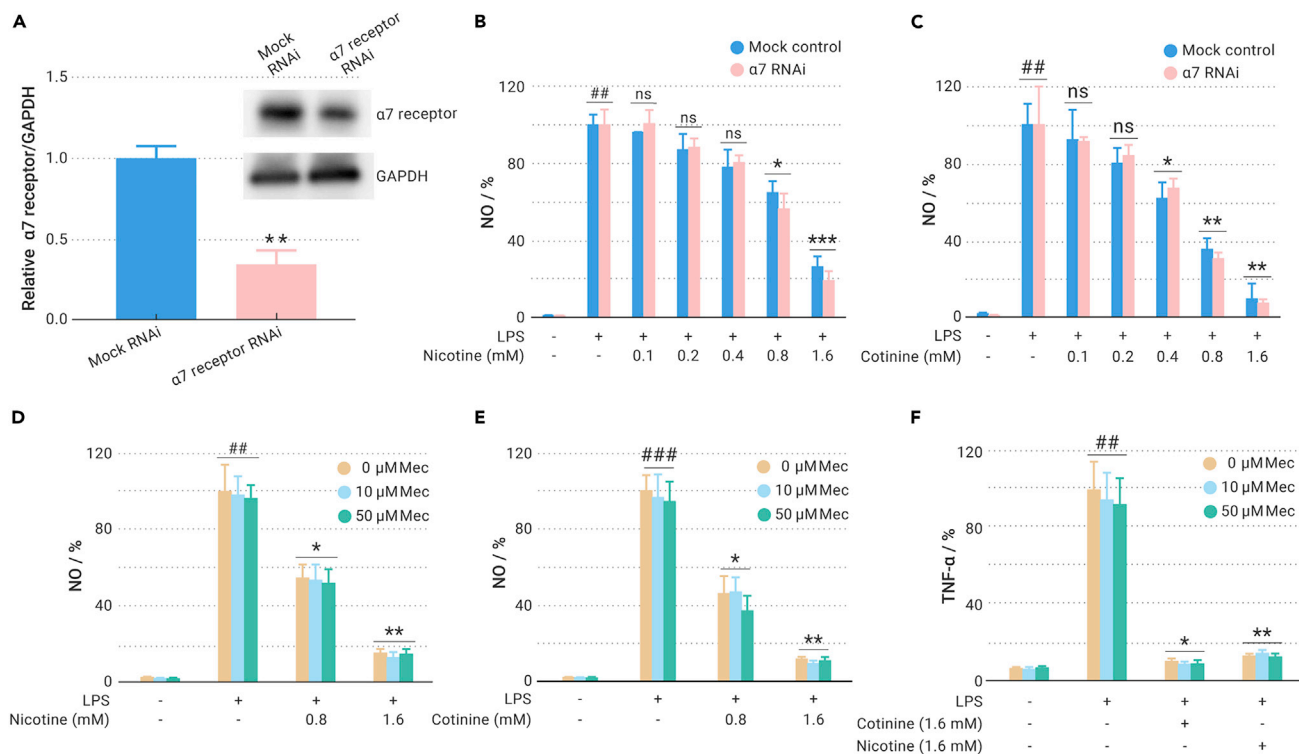 A
Relative α7 receptor/GAPDH
1.5
1.0
0.5
0.0
Mock
RNAi
α7 receptor
RNAi
α7 receptor
GAPDH
**
Mock RNAi
α7 receptor RNAi
B
Mock control
α7 RNAi
NO / %
120
80
40
0
## ns ns ns * ***
LPS - + + + + + +
Nicotine (mM) - - 0.1 0.2 0.4 0.8 1.6
C
Mock control
α7 RNAi
NO / %
120
80
40
0
## ns ns * ** **
LPS - + + + + + +
Cotinine (mM) - - 0.1 0.2 0.4 0.8 1.6
D
0 µM Mec
10 µM Mec
50 µM Mec
NO / %
120
80
40
0
## * **
LPS - + + +
Nicotine (mM) - - 0.8 1.6
E
0 µM Mec
10 µM Mec
50 µM Mec
NO / %
120
80
40
0
### * **
LPS - + + +
Cotinine (mM) - - 0.8 1.6
F
0 µM Mec
10 µM Mec
50 µM Mec
TNF-α / %
120
80
40
0
## * **
LPS - + + +
Cotinine (1.6 mM) - - + -
Nicotine (1.6 mM) - - - +